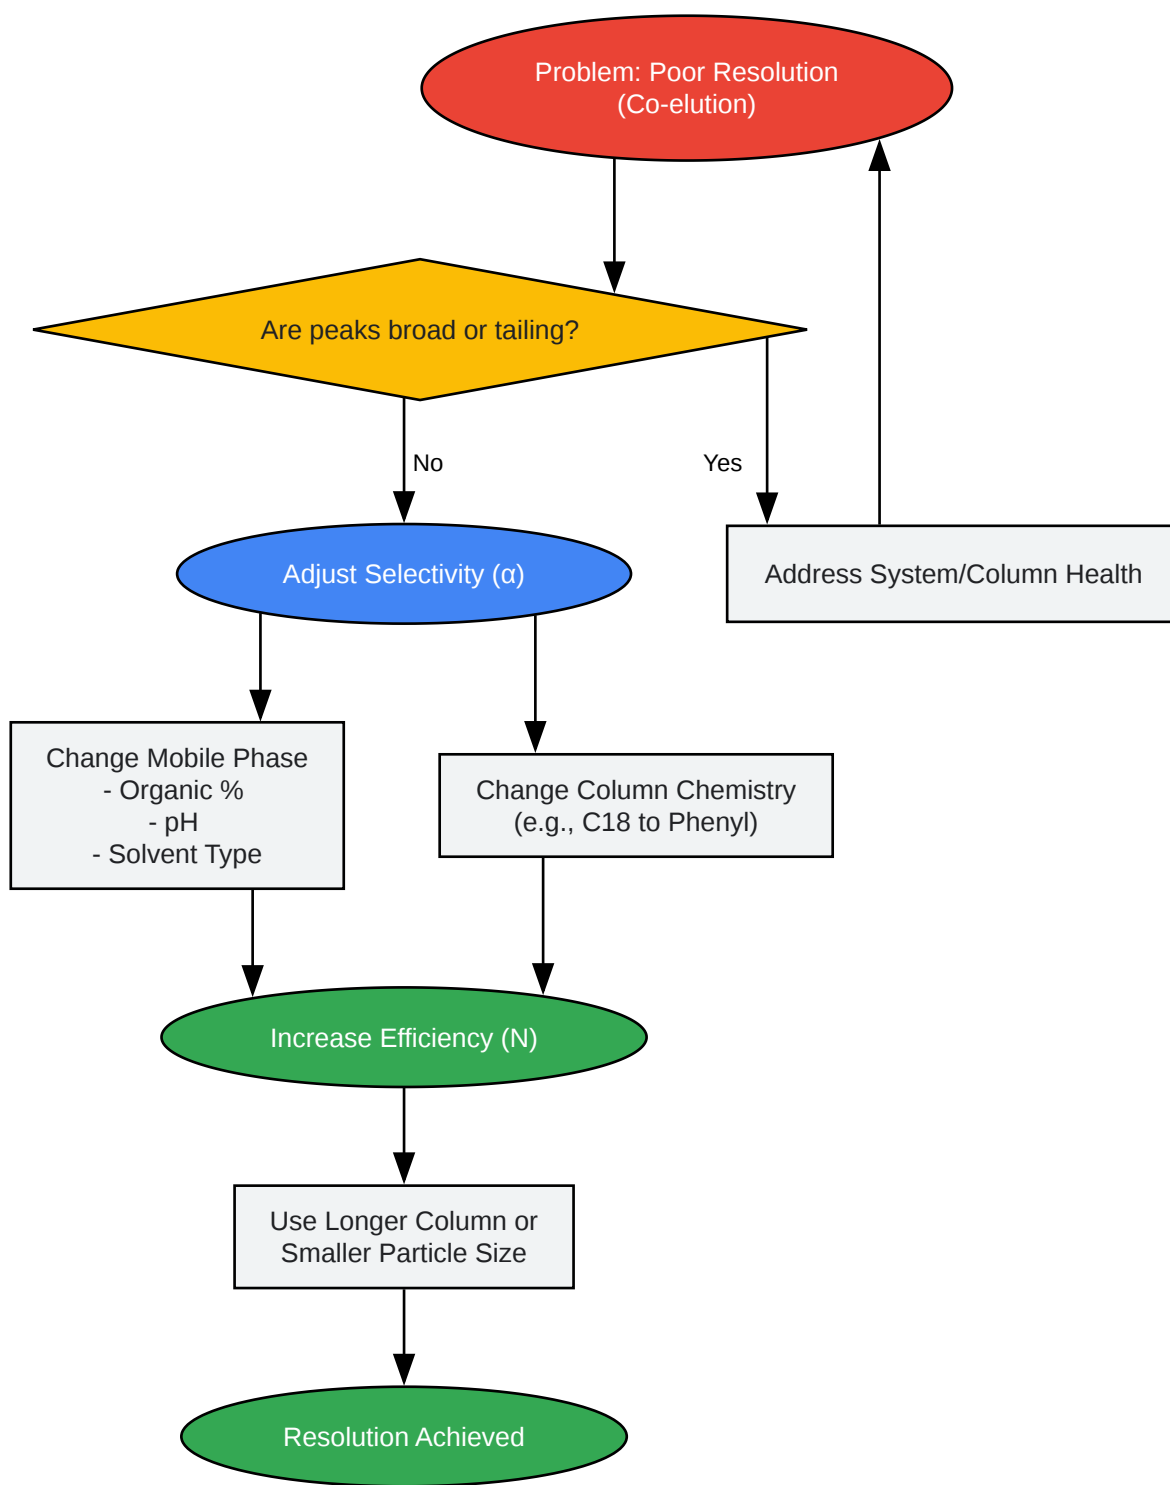 Problem: Poor Resolution
(Co-elution)
Are peaks broad or tailing?
No
Yes
Adjust Selectivity (α)
Address System/Column Health
Change Mobile Phase
- Organic %
- pH
- Solvent Type
Change Column Chemistry
(e.g., C18 to Phenyl)
Increase Efficiency (N)
Use Longer Column or
Smaller Particle Size
Resolution Achieved